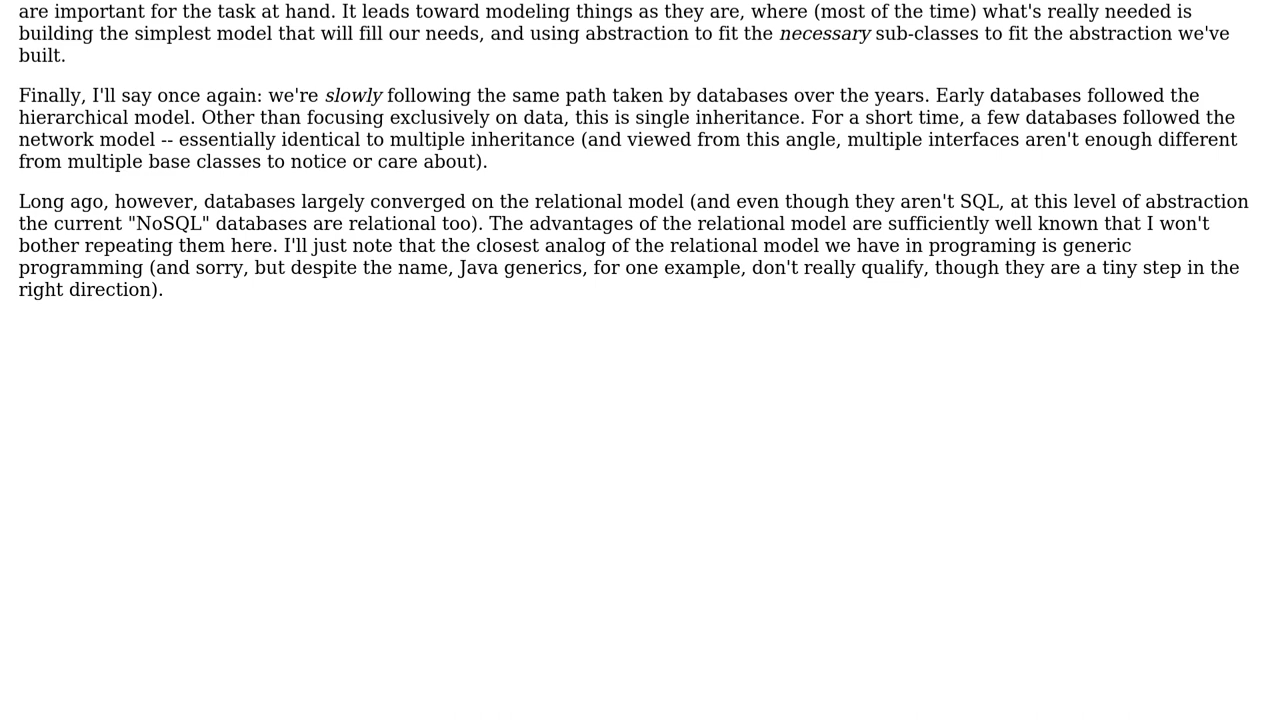 are important for the task at hand. It leads toward modeling things as they are, where (most of the time) what's really needed is
building the simplest model that will fill our needs, and using abstraction to fit the necessary sub-classes to fit the abstraction we've
built.
Finally, I'll say once again: we're slowly following the same path taken by databases over the years. Early databases followed the
hierarchical model. Other than focusing exclusively on data, this is single inheritance. For a short time, a few databases followed the
network model -- essentially identical to multiple inheritance (and viewed from this angle, multiple interfaces aren't enough different
from multiple base classes to notice or care about).
Long ago, however, databases largely converged on the relational model (and even though they aren't SQL, at this level of abstraction
the current "NoSQL" databases are relational too). The advantages of the relational model are sufficiently well known that I won't
bother repeating them here. I'll just note that the closest analog of the relational model we have in programing is generic
programming (and sorry, but despite the name, Java generics, for one example, don't really qualify, though they are a tiny step in the
right direction).